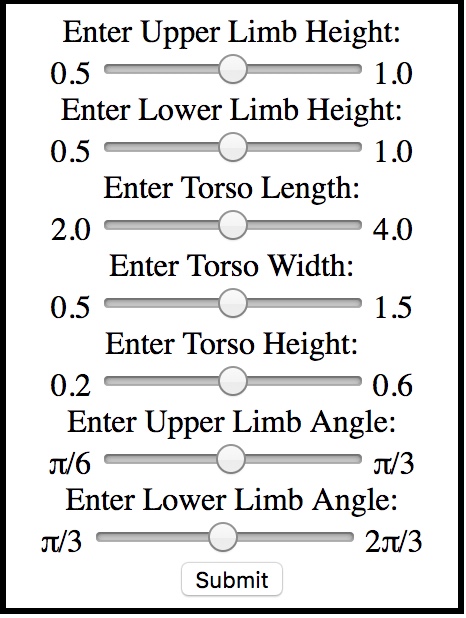 Enter Upper Limb Height:
0.5 1.0
Enter Lower Limb Height:
0.5 1.0
Enter Torso Length:
2.0 4.0
Enter Torso Width:
0.5 1.5
Enter Torso Height:
0.2 0.6
Enter Upper Limb Angle:
π/6 π/3
Enter Lower Limb Angle:
π/3 2π/3
Submit